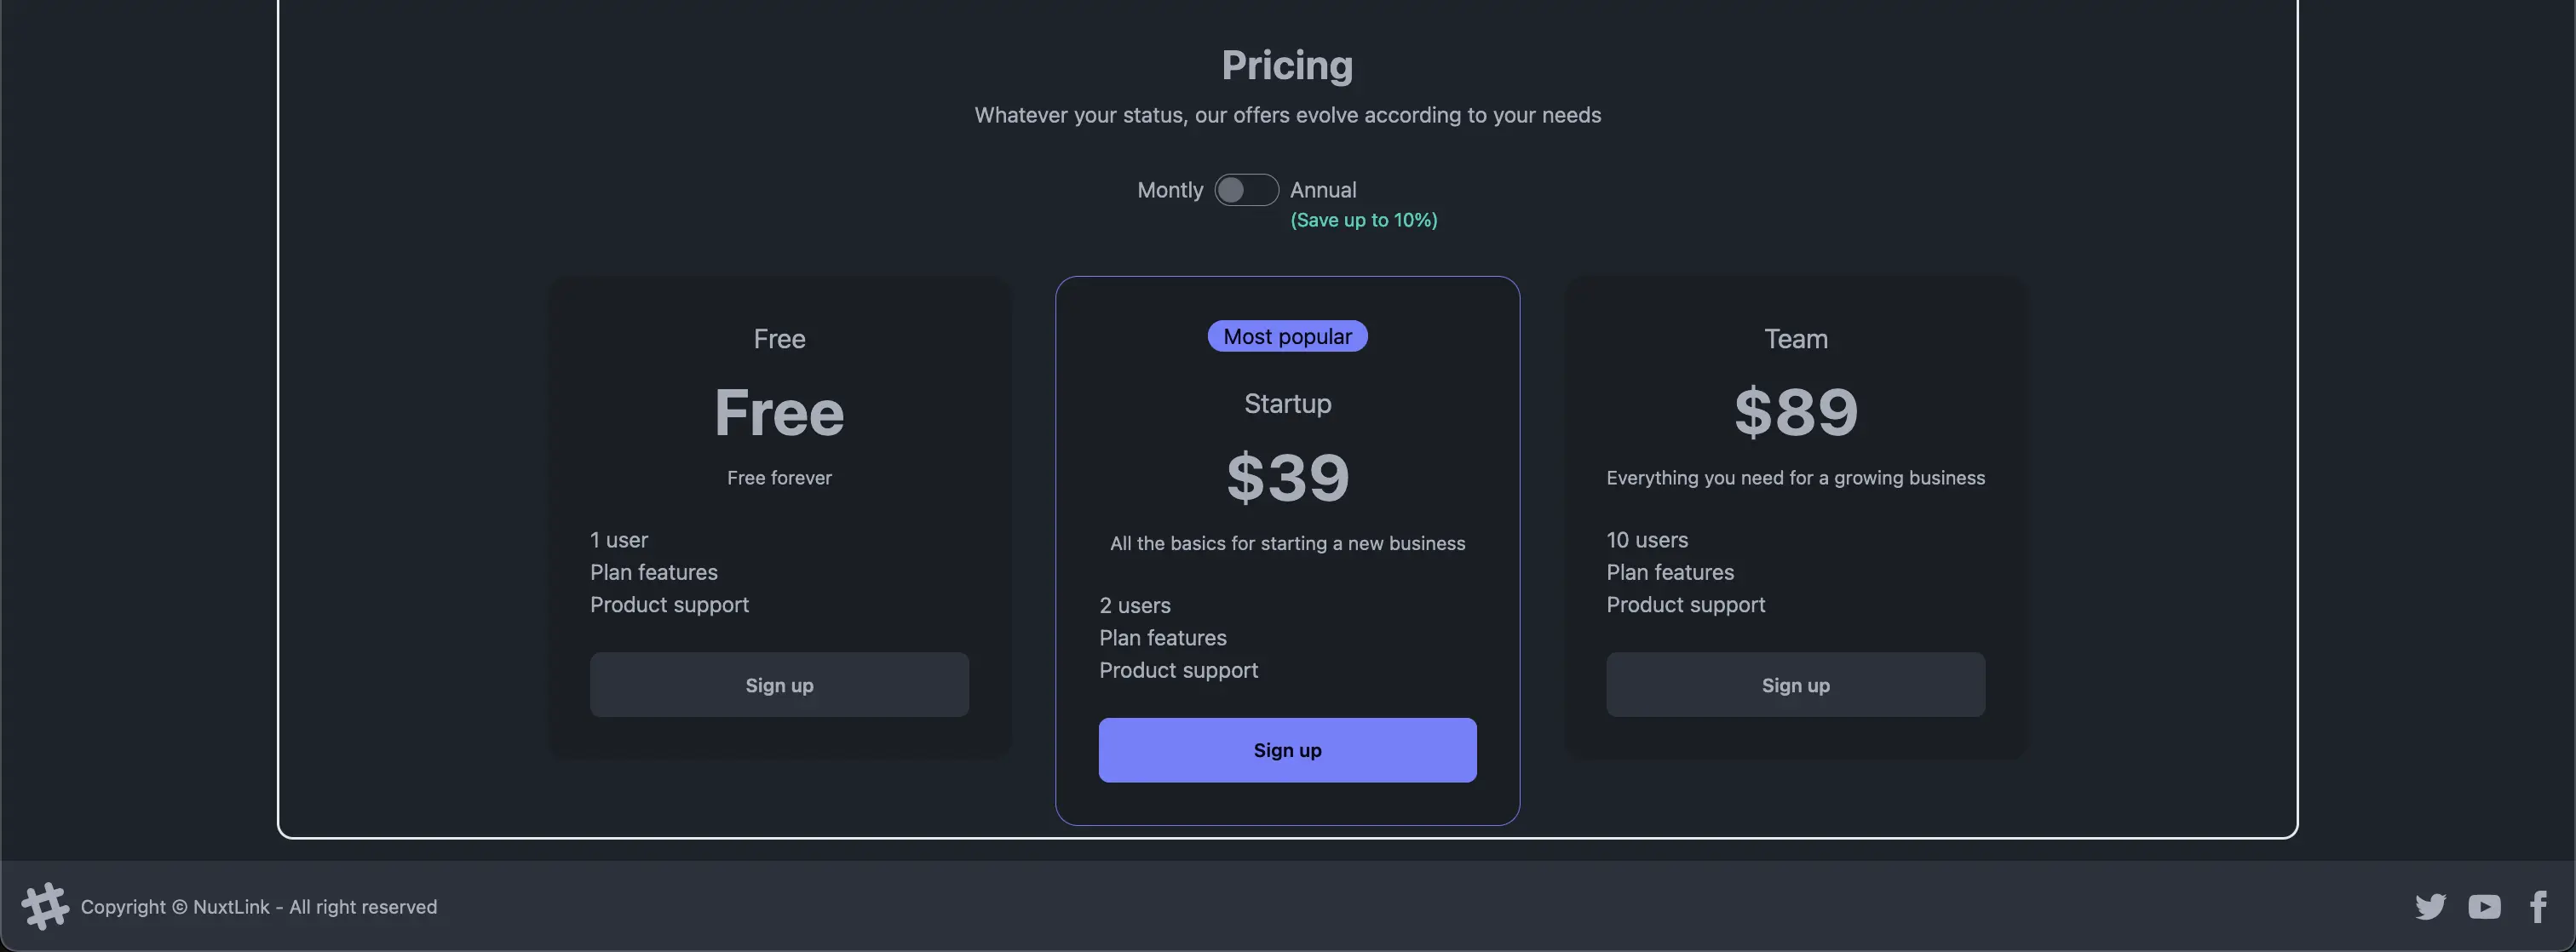 Pricing
Whatever your status, our offers evolve according to your needs
Montly
Annual
(Save up to 10%)
Free
Free
Free forever
1 user
Plan features
Product support
Sign up
Most popular
Startup
$39
All the basics for starting a new business
2 users
Plan features
Product support
Sign up
Team
$89
Everything you need for a growing business
10 users
Plan features
Product support
Sign up
Copyright © NuxtLink - All right reserved